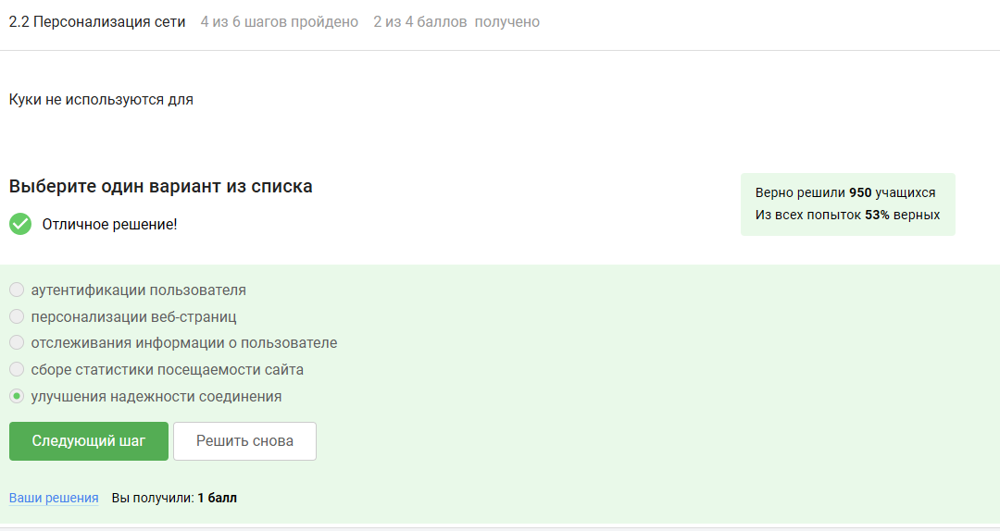 2.2 Персонализация сети 4 из 6 шагов пройдено 2 из 4 баллов получено
Куки не используются для
Выберите один вариант из списка
Верно решили 950 учащихся
Из всех попыток 53% верных
Отличное решение!
аутентификации пользователя
персонализации веб-страниц
отслеживания информации о пользователе
сборе статистики посещаемости сайта
улучшения надежности соединения
Следующий шаг Решить снова
Ваши решения Вы получили: 1 балл